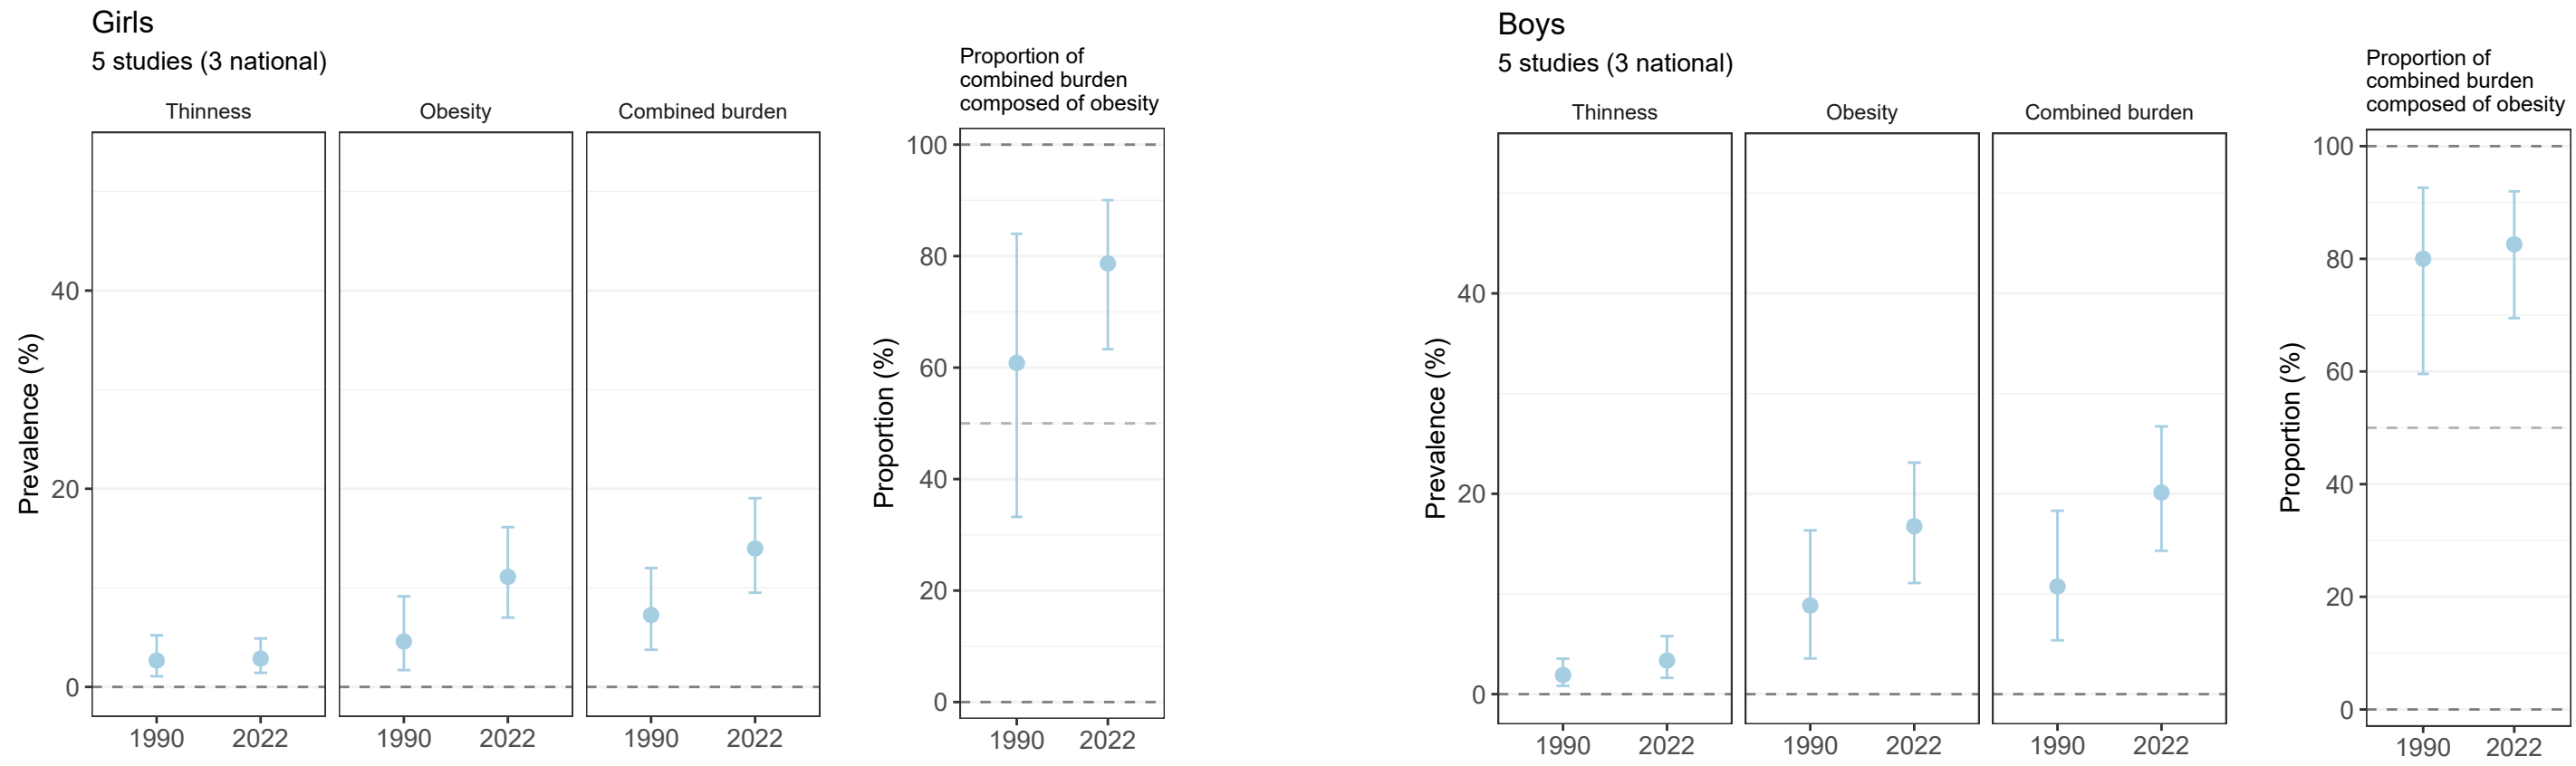 Girls
5 studies (3 national)
Thinness
Obesity
Combined burden
Prevalence (%)
40
20
0
1990 2022
1990 2022
1990 2022
Proportion of
combined burden
composed of obesity
Proportion (%)
100
80
60
40
20
0
1990 2022
Boys
5 studies (3 national)
Thinness
Obesity
Combined burden
Prevalence (%)
40
20
0
1990 2022
1990 2022
1990 2022
Proportion of
combined burden
composed of obesity
Proportion (%)
100
80
60
40
20
0
1990 2022